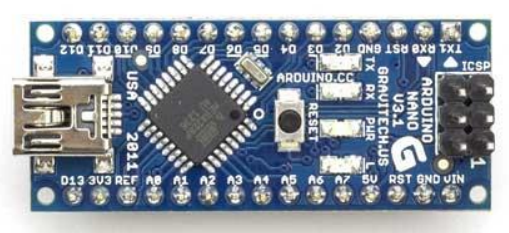 D12 D11 D10 D9 D8 D7 D6 D5 D4 D3 D2 GND RST RX0 TX1
TX
RX
PWR
L
ICSP
ARDUINO.CC
RESET
USA
GRAVITECH.US
ARDUINO
NANO
V3.1
G
1
D13 3V3 REF A0 A1 A2 A3 A4 A5 A6 A7 5V RST GND VIN